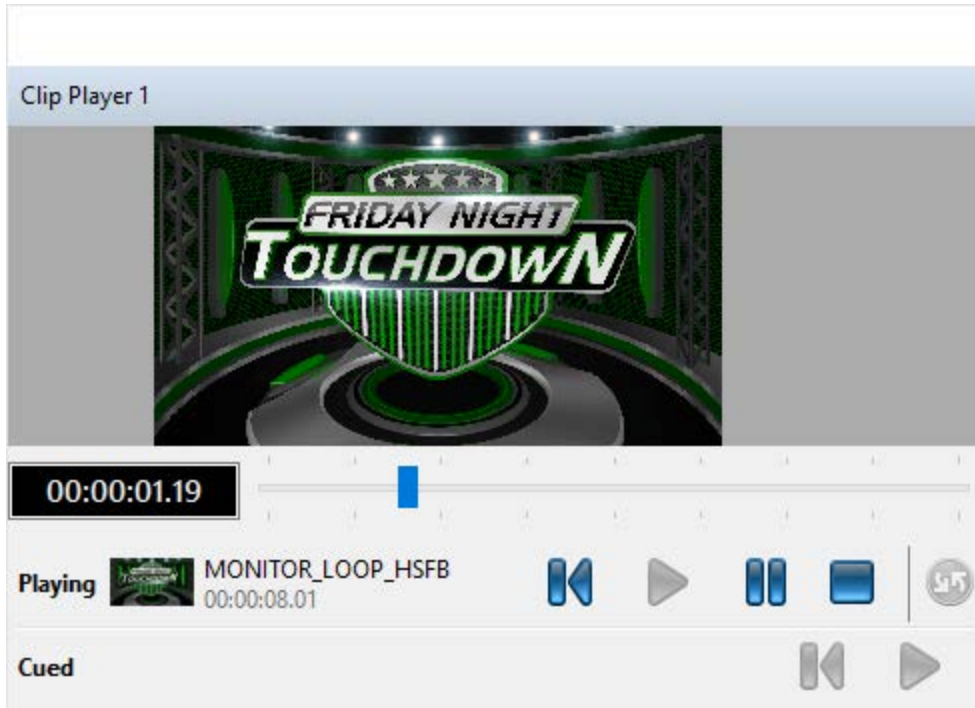 Clip Player 1
FRIDAY NIGHT
TOUCHDOWN
00:00:01.19
Playing
MONITOR_LOOP_HSFB
00:00:08.01
Cued